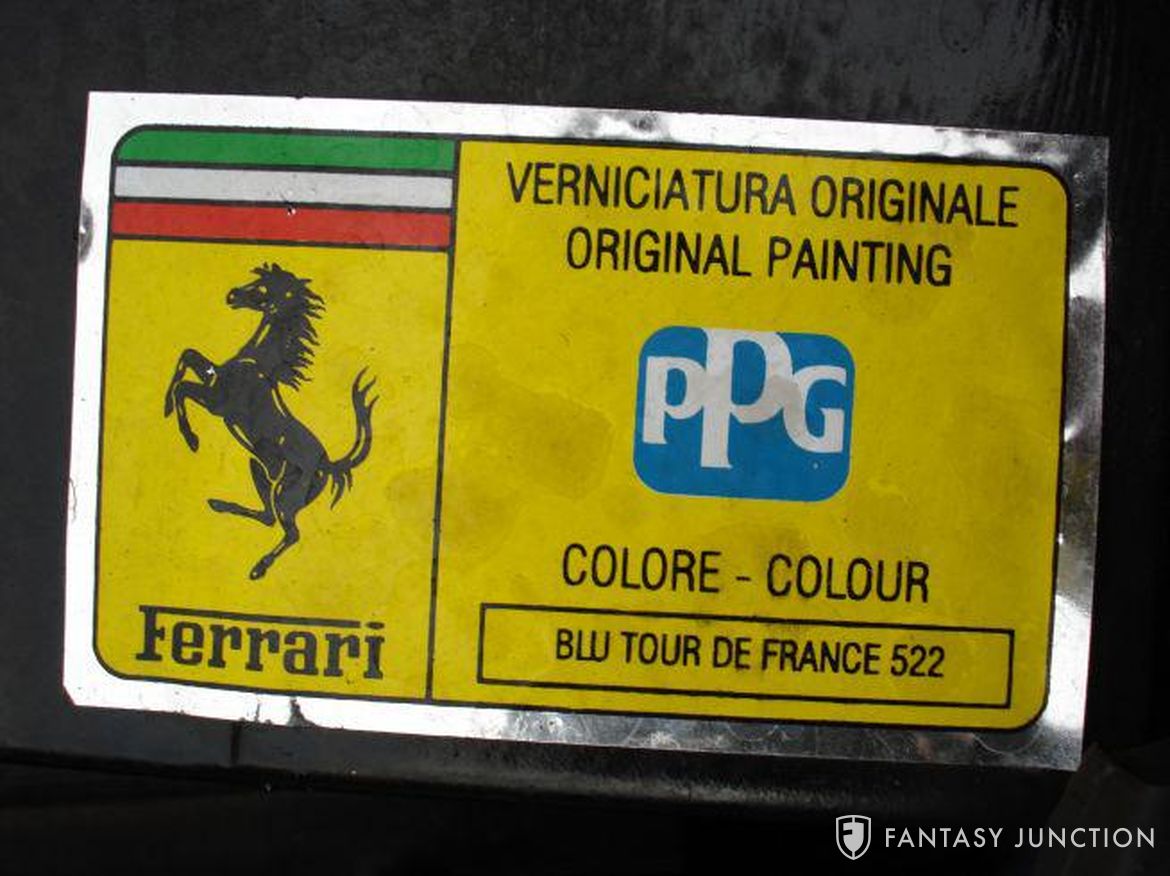 VERNICIATURA ORIGINALE
ORIGINAL PAINTING
PPG
COLORE - COLOUR
BLU TOUR DE FRANCE 522
Ferrari
FANTASY JUNCTION